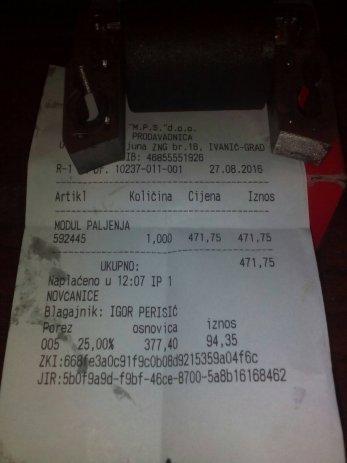 "M.P.S."d.o.o.
PRODAVAONICA
juna ZNG br.16, IVANIĆ-GRAD
IB: 46855551926
R-1 br. 10237-011-001 27.08.2016
Artikl Količina Cijena Iznos
MODUL PALJENJA
592445 1,000 471,75 471,75
UKUPNO: 471,75
Naplaćeno u 12:07 IP 1
NOVČANICE
Blagajnik: IGOR PERISIĆ
Porez osnovica iznos
005 25,00% 377,40 94,35
ZKI:668fe3a0c91f9c0b08d9215359a04f6c
JIR:5b0f9a9d-f9bf-46ce-8700-5a8b16168462